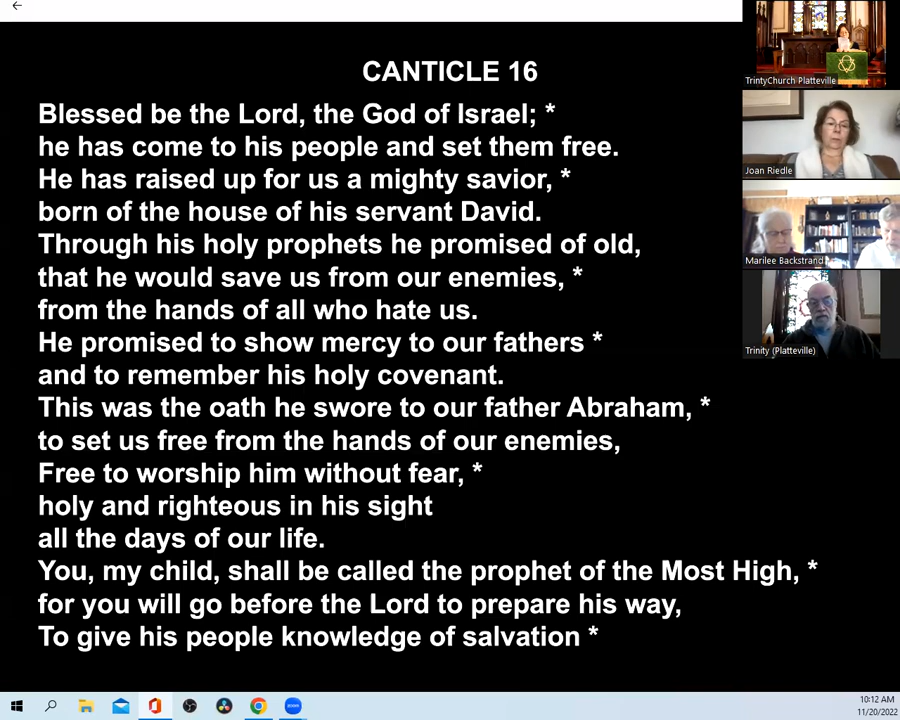 CANTICLE 16
Blessed be the Lord, the God of Israel; *
he has come to his people and set them free.
He has raised up for us a mighty savior, *
born of the house of his servant David.
Through his holy prophets he promised of old,
that he would save us from our enemies, *
from the hands of all who hate us.
He promised to show mercy to our fathers *
and to remember his holy covenant.
This was the oath he swore to our father Abraham, *
to set us free from the hands of our enemies,
Free to worship him without fear, *
holy and righteous in his sight
all the days of our life.
You, my child, shall be called the prophet of the Most High, *
for you will go before the Lord to prepare his way,
To give his people knowledge of salvation *
TrintyChurch Platteville
Joan Riedle
Marilee Backstrand
Trinity (Platteville)
zoom
10:12 AM
11/20/2022